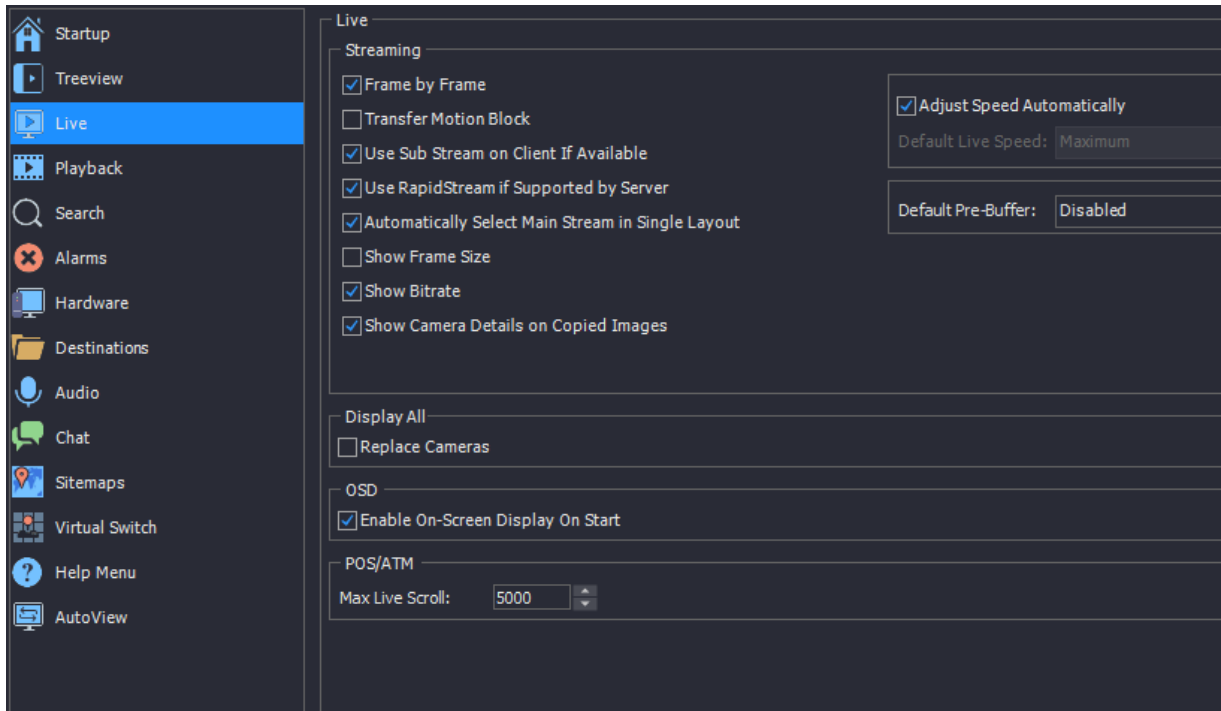 Startup
Treeview
Live
Playback
Search
Alarms
Hardware
Destinations
Audio
Chat
Sitemaps
Virtual Switch
Help Menu
AutoView
Live
Streaming
Frame by Frame
Transfer Motion Block
Use Sub Stream on Client If Available
Use RapidStream if Supported by Server
Automatically Select Main Stream in Single Layout
Show Frame Size
Show Bitrate
Show Camera Details on Copied Images
Adjust Speed Automatically
Default Live Speed: Maximum
Default Pre-Buffer: Disabled
Display All
Replace Cameras
OSD
Enable On-Screen Display On Start
POS/ATM
Max Live Scroll: 5000